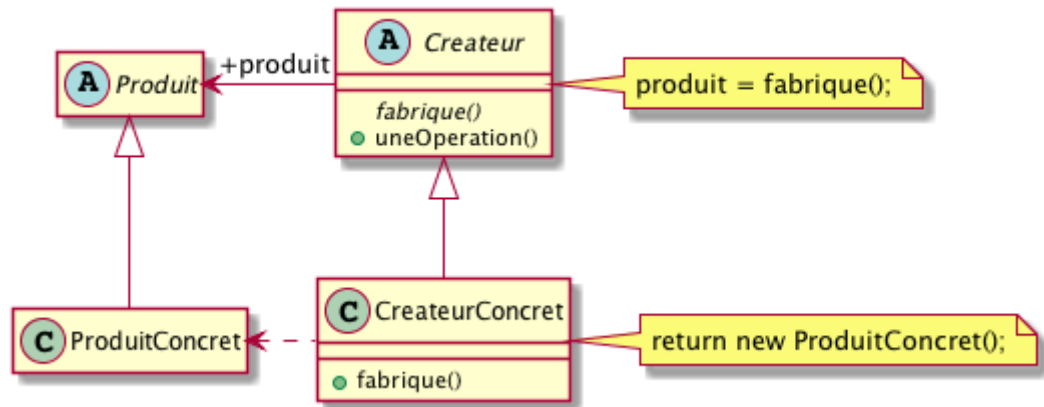 A Produit
+produit
A Createur
fabrique()
uneOperation()
produit = fabrique();
C ProduitConcret
C CreateurConcret
fabrique()
return new ProduitConcret();